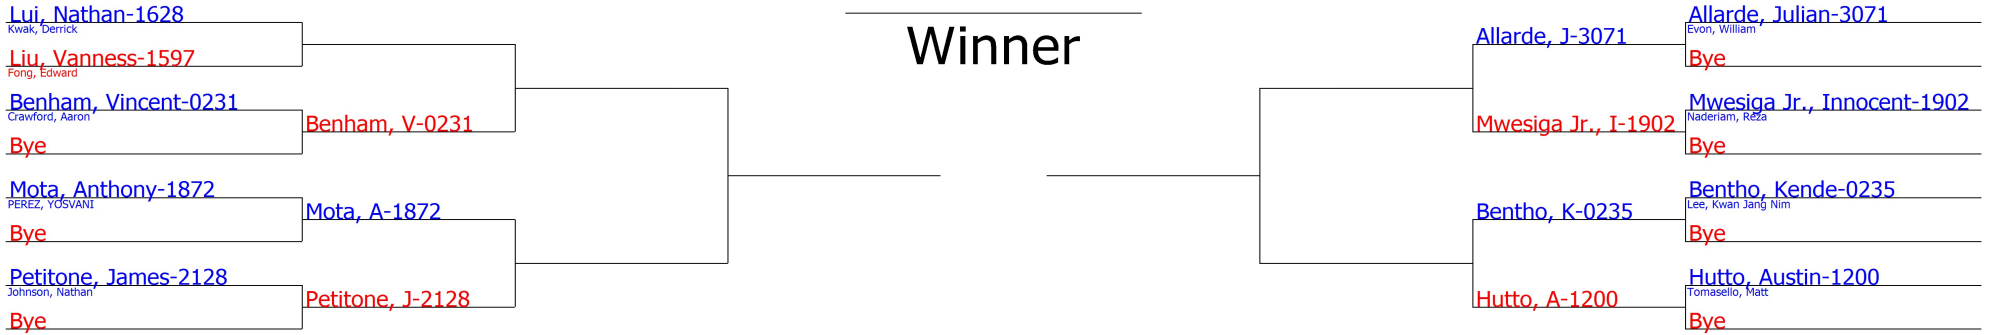 Lui, Nathan-1628
Kwak, Derrick
Liu, Vanness-1597
Fong, Edward
Benham, Vincent-0231
Crawford, Aaron
Bye
Mota, Anthony-1872
PEREZ, YOSVANI
Bye
Petitone, James-2128
Johnson, Nathan
Bye
Benham, V-0231
Mota, A-1872
Petitone, J-2128
Winner
Allarde, J-3071
Mwesiga Jr., I-1902
Bentho, K-0235
Hutto, A-1200
Allarde, Julian-3071
Evon, William
Bye
Mwesiga Jr., Innocent-1902
Naderiam, Reza
Bye
Bentho, Kende-0235
Lee, Kwan Jang Nim
Bye
Hutto, Austin-1200
Tomasello, Matt
Bye